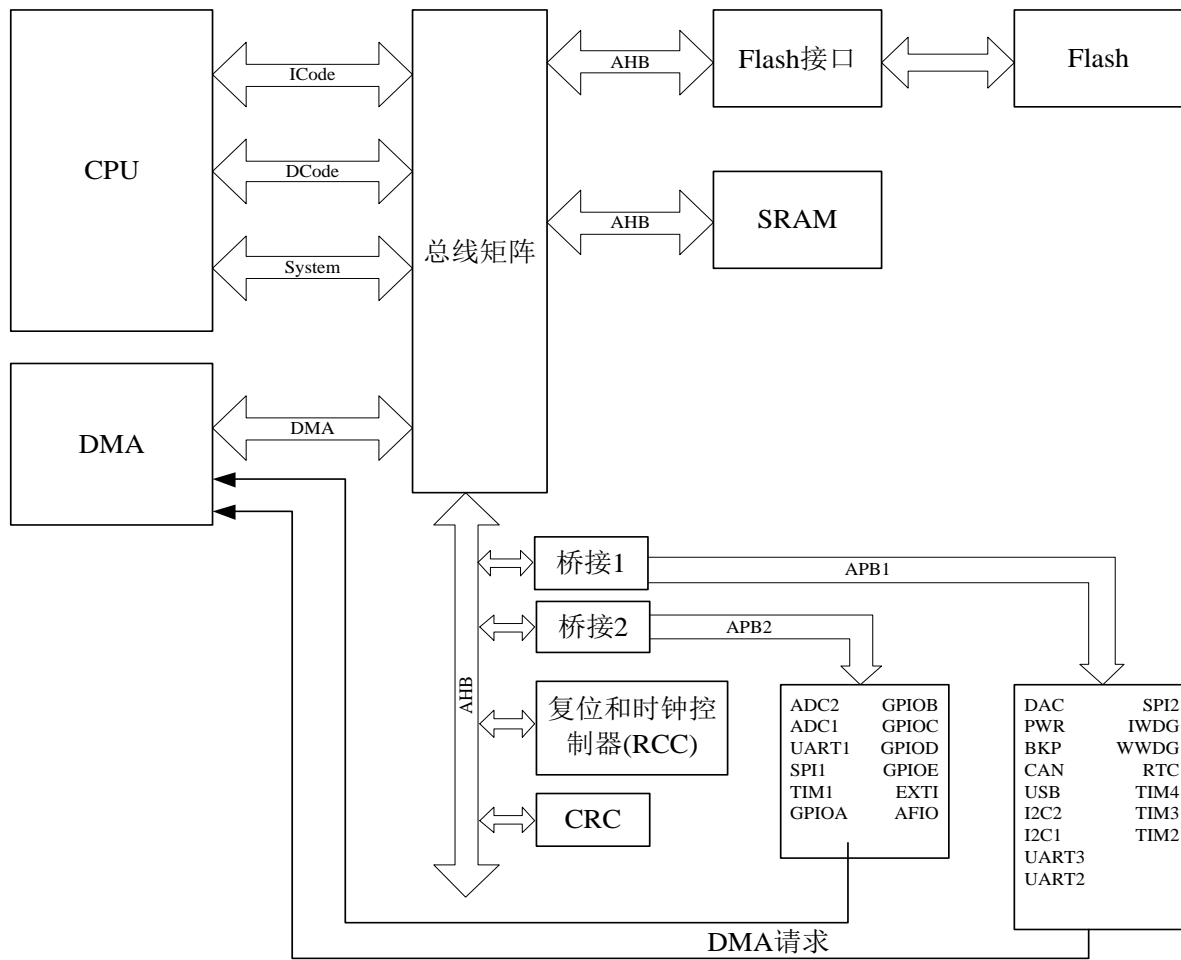 CPU
ICode
DCode
System
DMA
DMA
总线矩阵
AHB
Flash接口
Flash
AHB
SRAM
AHB
桥接1
APB1
桥接2
APB2
复位和时钟控
制器(RCC)
CRC
ADC2 GPIOB
ADC1 GPIOC
UART1 GPIOD
SPI1 GPIOE
TIM1 EXTI
GPIOA AFIO
DAC SPI2
PWR IWDG
BKP WWDG
CAN RTC
USB TIM4
I2C2 TIM3
I2C1 TIM2
UART3
UART2
DMA请求